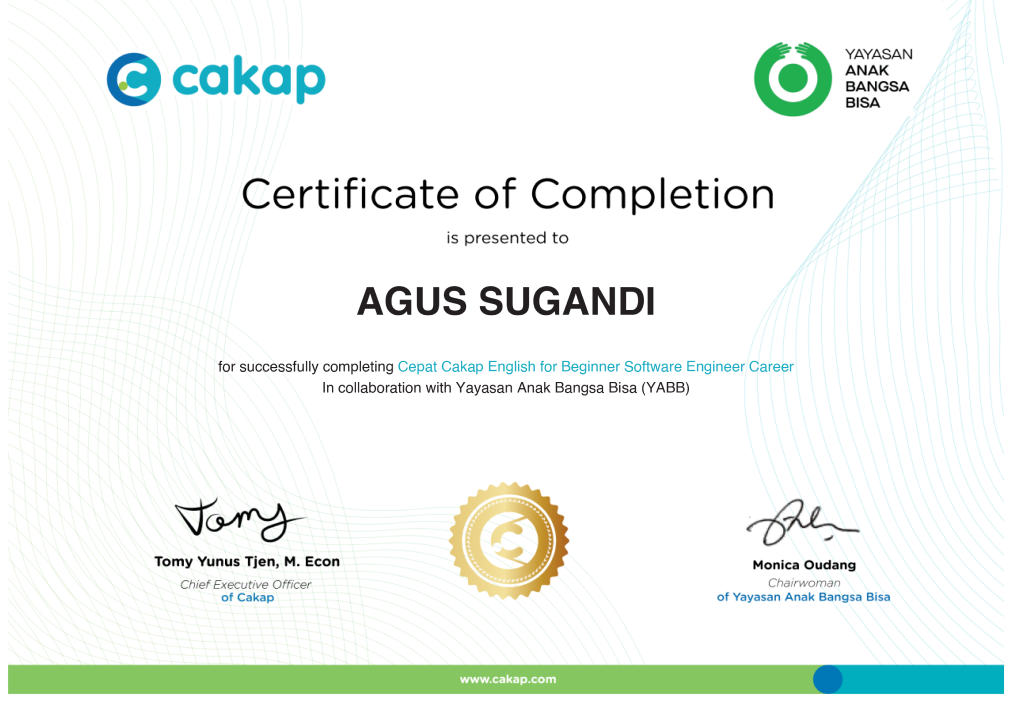 cakap
YAYASAN
ANAK
BANGSA
BISA
Certificate of Completion
is presented to
AGUS SUGANDI
for successfully completing Cepat Cakap English for Beginner Software Engineer Career
In collaboration with Yayasan Anak Bangsa Bisa (YABB)
Tomy
Tomy Yunus Tjen, M. Econ
Chief Executive Officer
of Cakap
Monica Oudang
Chairwoman
of Yayasan Anak Bangsa Bisa
www.cakap.com